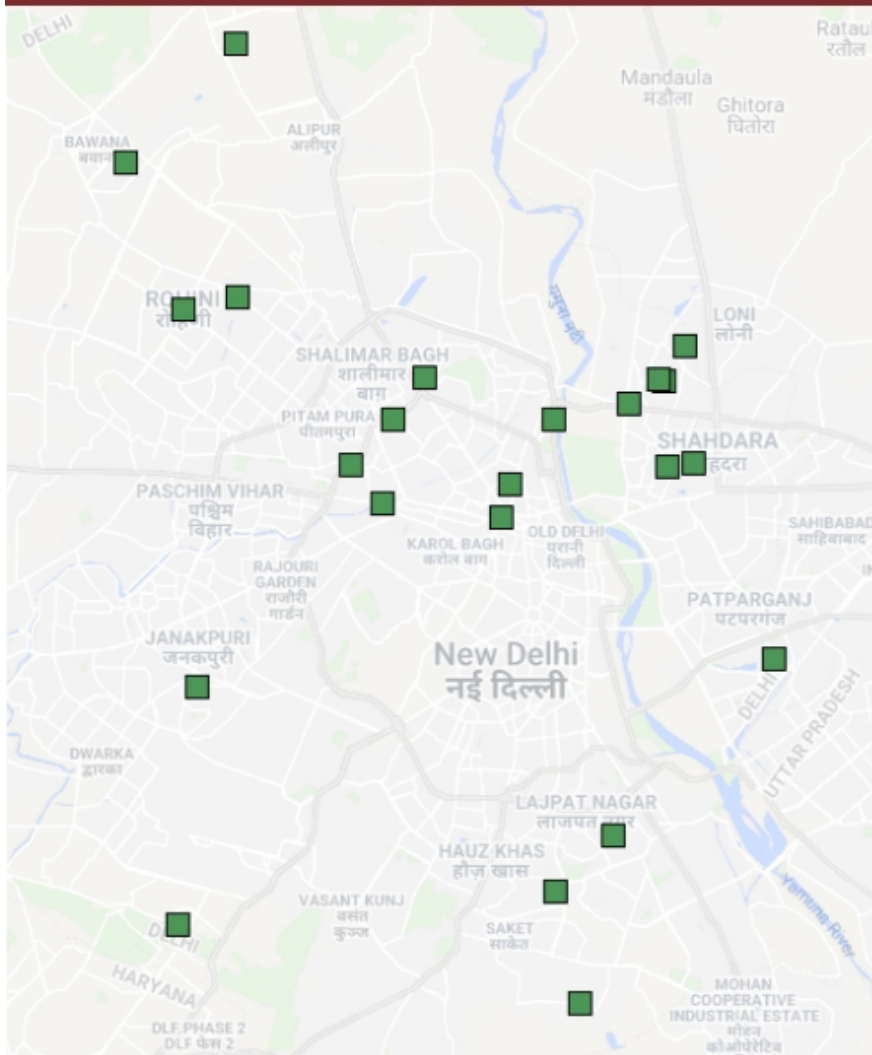 DELHI
Mandaula
मंडौला
Ghitora
घिटोरा
ALIPUR
अलीपुर
BAWANA
ROHINI
LONI
लोनी
SHALIMAR BAGH
शालीमार
बाग़
यमुना नदी
PITAM PURA
पीतमपुरा
SHAHDARA
PASCHIM VIHAR
पश्चिम
विहार
OLD DELHI
पुरानी
दिल्ली
SAHIBABAD
साहिबाबाद
KAROL BAGH
करोल बाग
RAJOURI
GARDEN
राजौरी
गार्डन
PATPARGANJ
पटपरगंज
JANAKPURI
जनकपुरी
New Delhi
नई दिल्ली
DELHI
UTTAR PRADESH
DWARKA
द्वारका
LAJPAT NAGAR
लाजपत
HAUZ KHAS
हौज़ खास
VASANT KUNJ
वसंत
कुञ्ज
SAKET
साकेत
Yamuna River
DELHI
HARYANA
DLF PHASE 2
DLF फेस 2
MOHAN
COOPERATIVE
INDUSTRIAL ESTATE
मोहन
कोओपेरेटिव